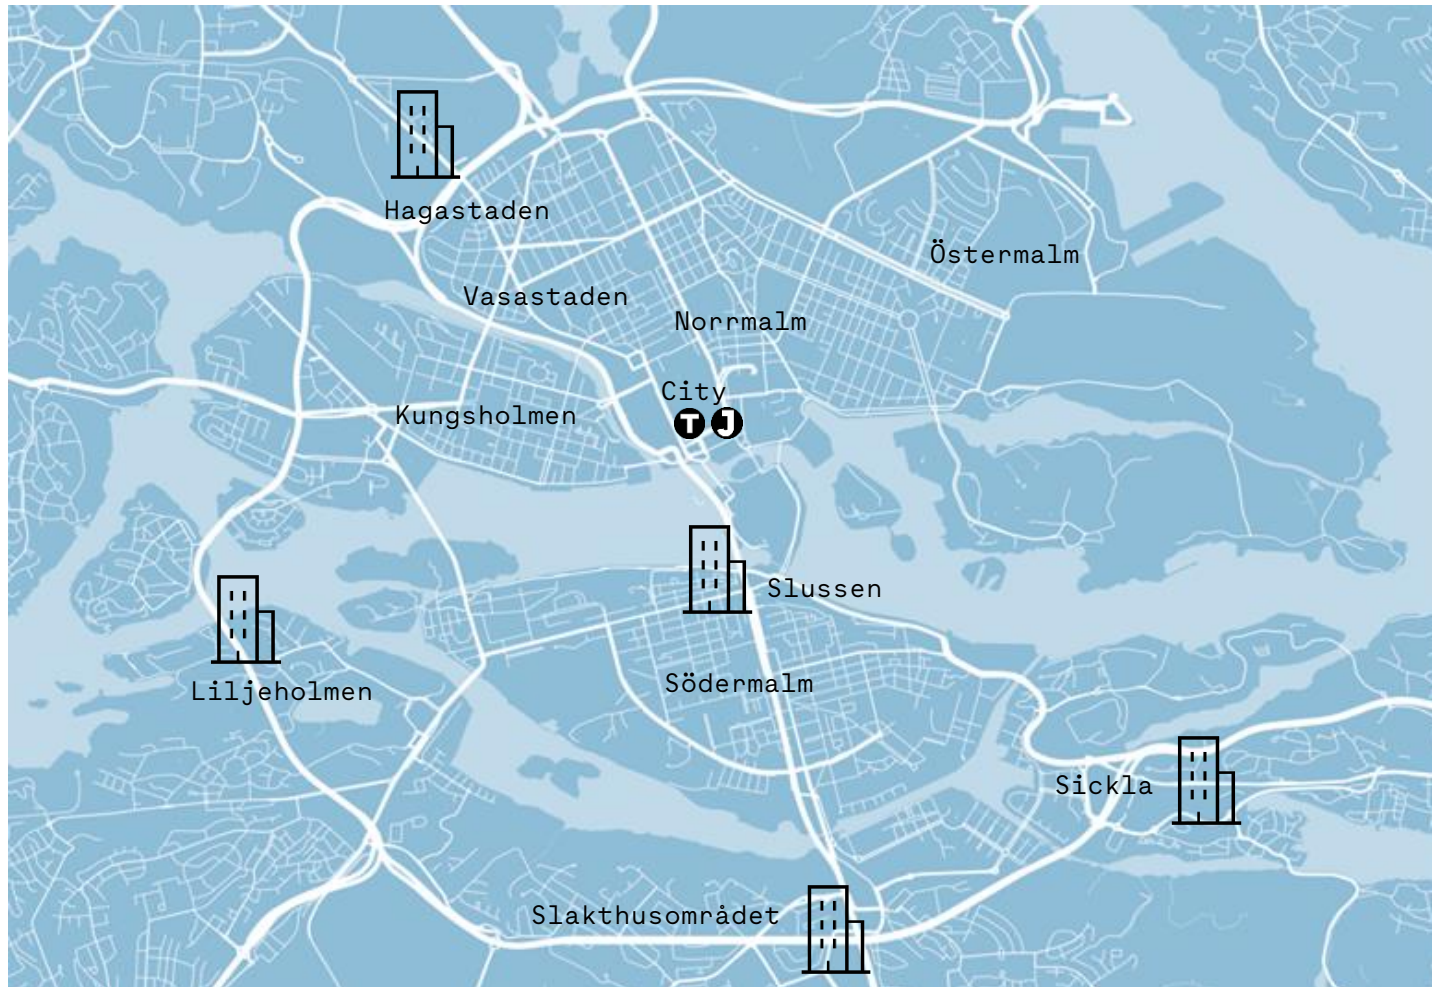 Hagastaden
Östermalm
Vasastaden
Norrmalm
City
T J
Kungsholmen
Slussen
Södermalm
Liljeholmen
Sickla
Slakthusområdet